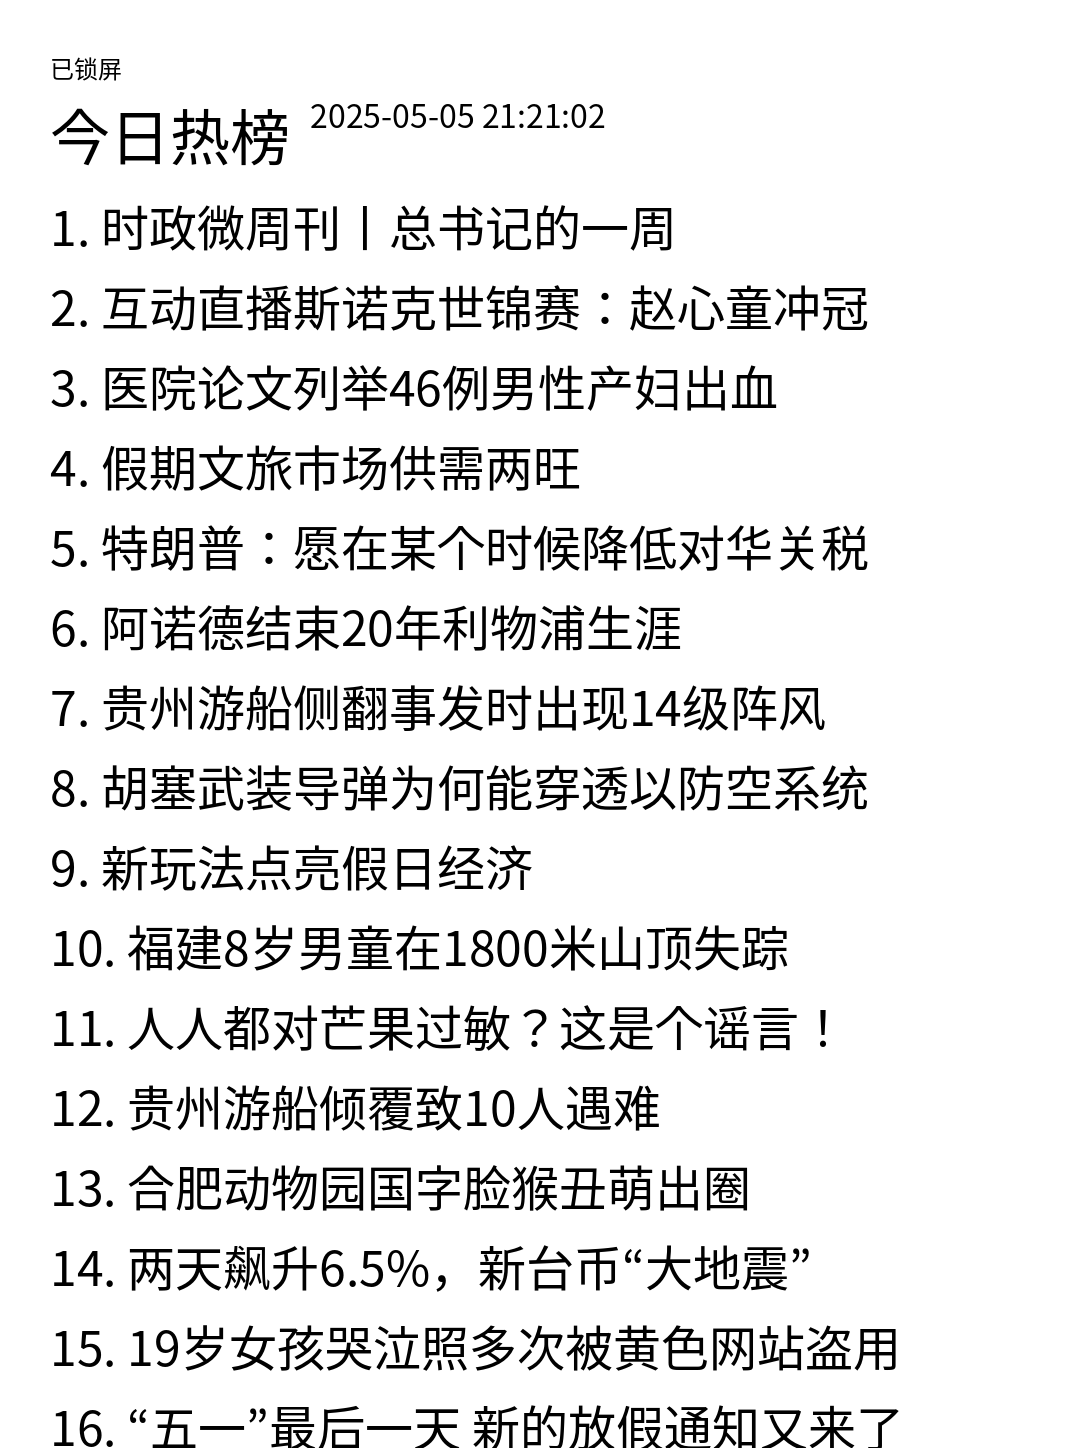 已锁屏
今日热榜 2025-05-05 21:21:02
1. 时政微周刊丨总书记的一周
2. 互动直播斯诺克世锦赛：赵心童冲冠
3. 医院论文列举46例男性产妇出血
4. 假期文旅市场供需两旺
5. 特朗普：愿在某个时候降低对华关税
6. 阿诺德结束20年利物浦生涯
7. 贵州游船侧翻事发时出现14级阵风
8. 胡塞武装导弹为何能穿透以防空系统
9. 新玩法点亮假日经济
10. 福建8岁男童在1800米山顶失踪
11. 人人都对芒果过敏？这是个谣言！
12. 贵州游船倾覆致10人遇难
13. 合肥动物园国字脸猴丑萌出圈
14. 两天飙升6.5%，新台币“大地震”
15. 19岁女孩哭泣照多次被黄色网站盗用
16. “五一”最后一天 新的放假通知又来了